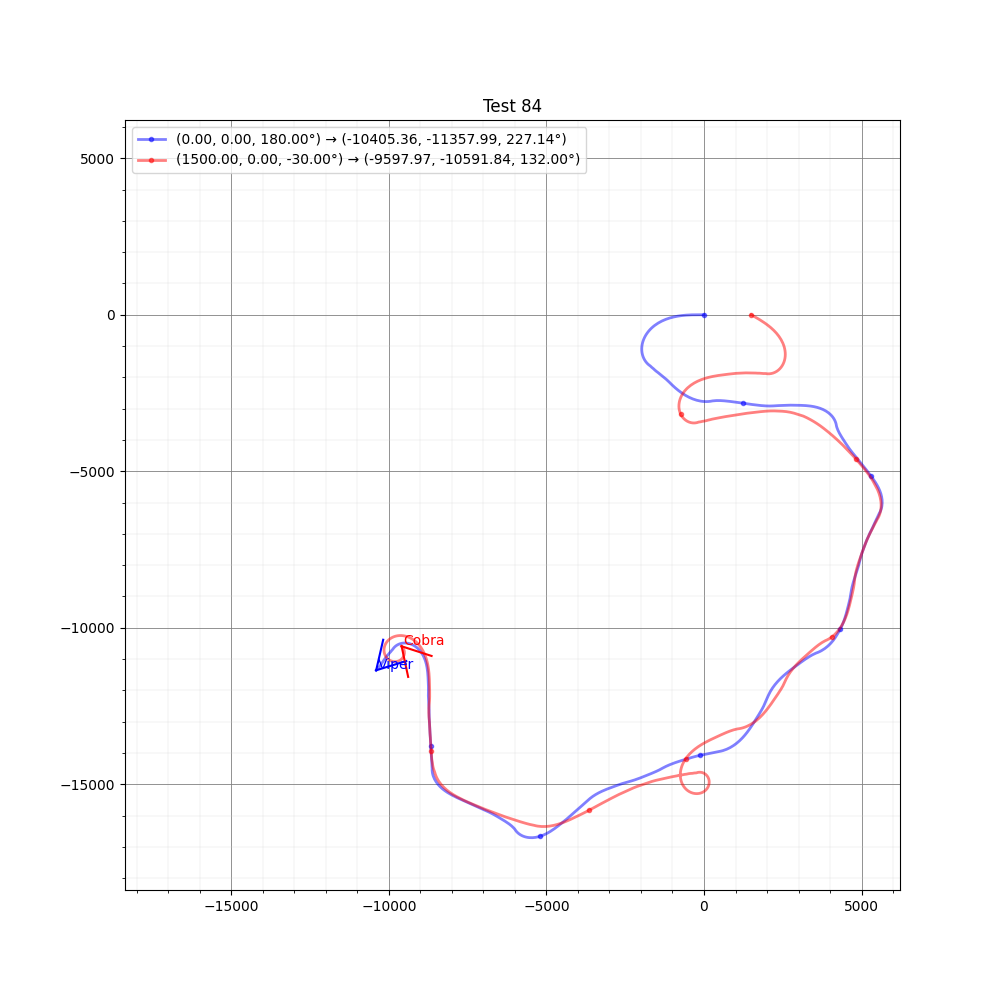 Test 84
(0.00, 0.00, 180.00°) → (-10405.36, -11357.99, 227.14°)
(1500.00, 0.00, -30.00°) → (-9597.97, -10591.84, 132.00°)
5000
0
−5000
−10000
−15000
Cobra
Viper
−15000
−10000
−5000
0
5000